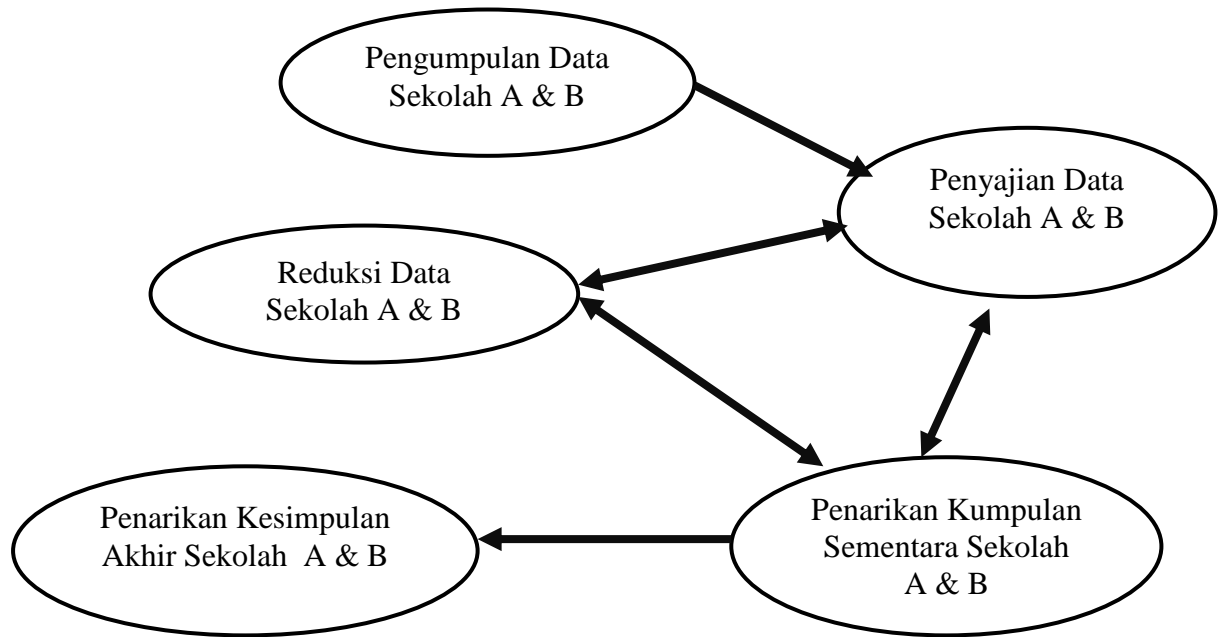 Pengumpulan Data
Sekolah A & B
Penyajian Data
Sekolah A & B
Reduksi Data
Sekolah A & B
Penarikan Kesimpulan
Akhir Sekolah A & B
Penarikan Kumpulan
Sementara Sekolah
A & B